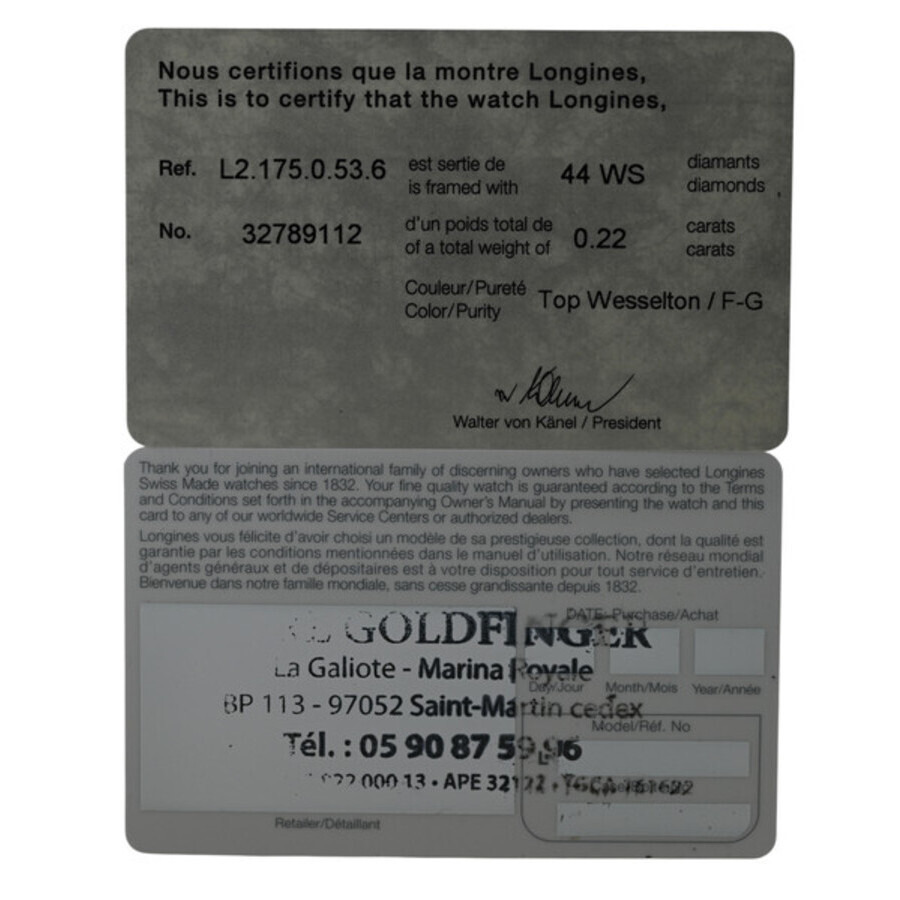 Nous certifions que la montre Longines,
This is to certify that the watch Longines,
Ref. L2.175.0.53.6 est sertie de 44 WS diamants
is framed with diamonds
No. 32789112 d'un poids total de 0.22 carats
of a total weight of carats
Couleur/Pureté Top Wesselton / F-G
Color/Purity
Walter von Känel / President
Thank you for joining an international family of discerning owners who have selected Longines
Swiss Made watches since 1832. Your fine quality watch is guaranteed according to the Terms
and Conditions set forth in the accompanying Owner's Manual by presenting the watch and this
card to any of our worldwide Service Centers or authorized dealers.
Longines vous félicite d'avoir choisi un modèle de sa prestigieuse collection, dont la qualité est
garantie par les conditions mentionnées dans le manuel d'utilisation. Notre réseau mondial
d'agents généraux et de dépositaires est à votre disposition pour tout service d'entretien.
Bienvenue dans notre famille mondiale, sans cesse grandissante depuis 1832.
DATE Purchase/Achat
GOLDFINGER
La Galiote - Marina Royale
Day/Jour Month/Mois Year/Année
BP 113 - 97052 Saint-Martin cedex
Model/Réf. No
Tél. : 05 90 87 59 96
000 13 • APE
Retailer/Détaillant